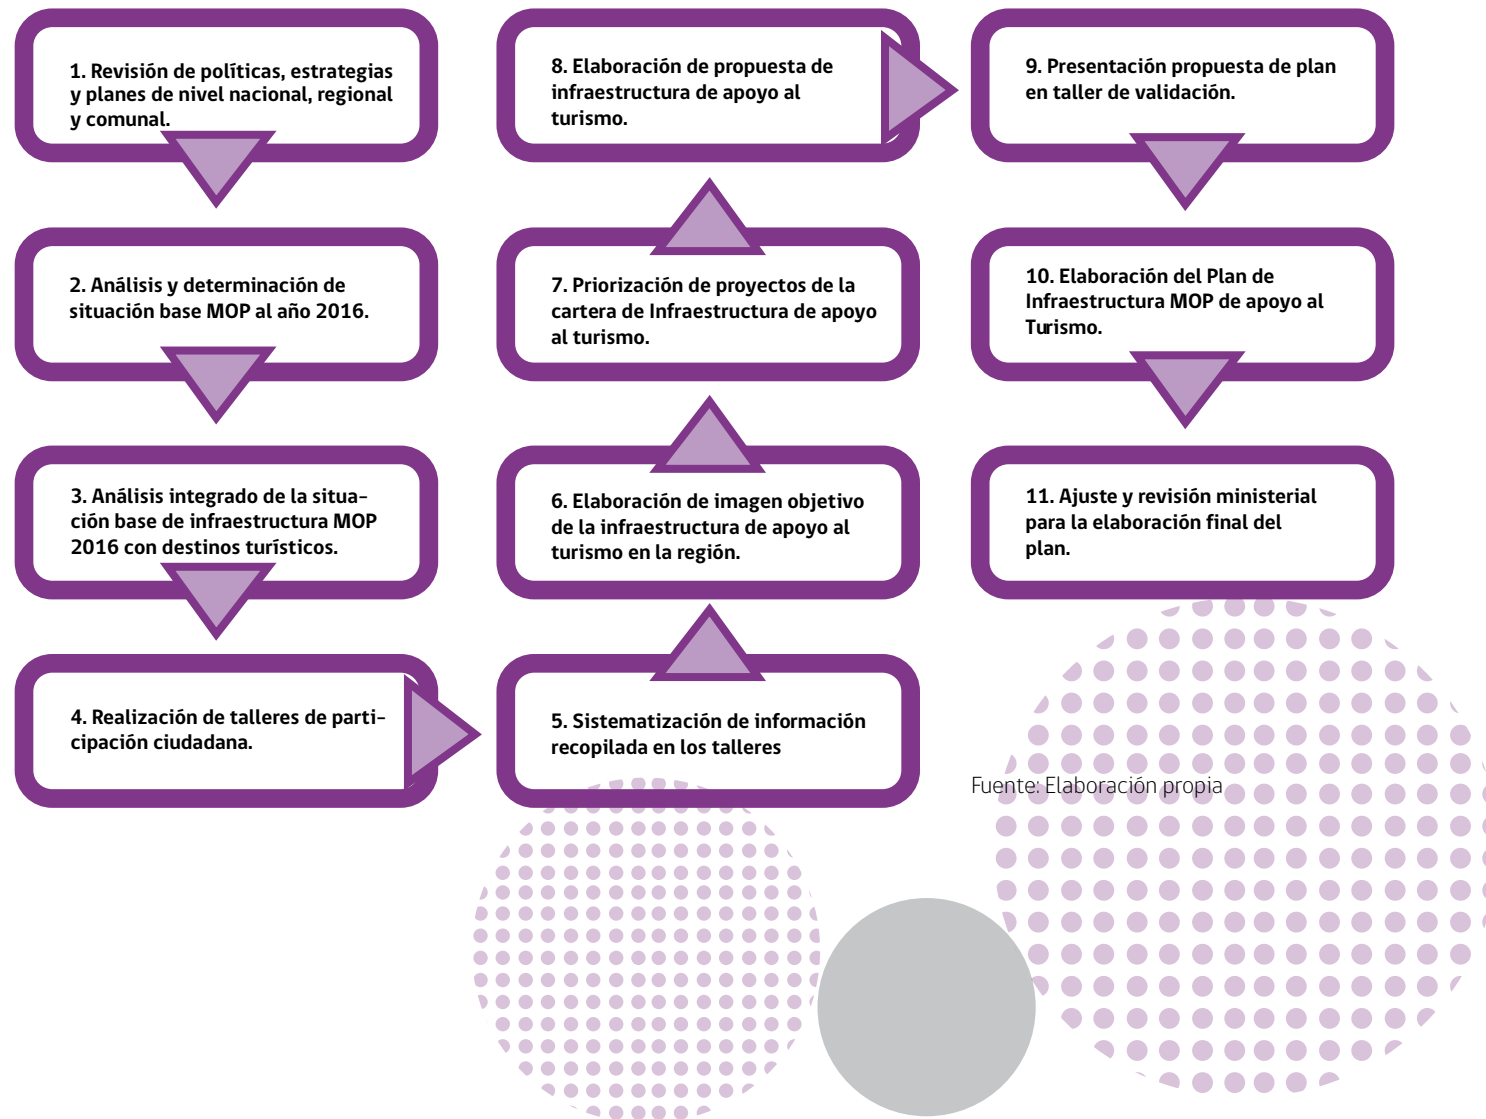 1. Revisión de políticas, estrategias
y planes de nivel nacional, regional
y comunal.
2. Análisis y determinación de
situación base MOP al año 2016.
3. Análisis integrado de la situa-
ción base de infraestructura MOP
2016 con destinos turísticos.
4. Realización de talleres de parti-
cipación ciudadana.
5. Sistematización de información
recopilada en los talleres
6. Elaboración de imagen objetivo
de la infraestructura de apoyo al
turismo en la región.
7. Priorización de proyectos de la
cartera de Infraestructura de apoyo
al turismo.
8. Elaboración de propuesta de
infraestructura de apoyo al
turismo.
9. Presentación propuesta de plan
en taller de validación.
10. Elaboración del Plan de
Infraestructura MOP de apoyo al
Turismo.
11. Ajuste y revisión ministerial
para la elaboración final del
plan.
Fuente: Elaboración propia